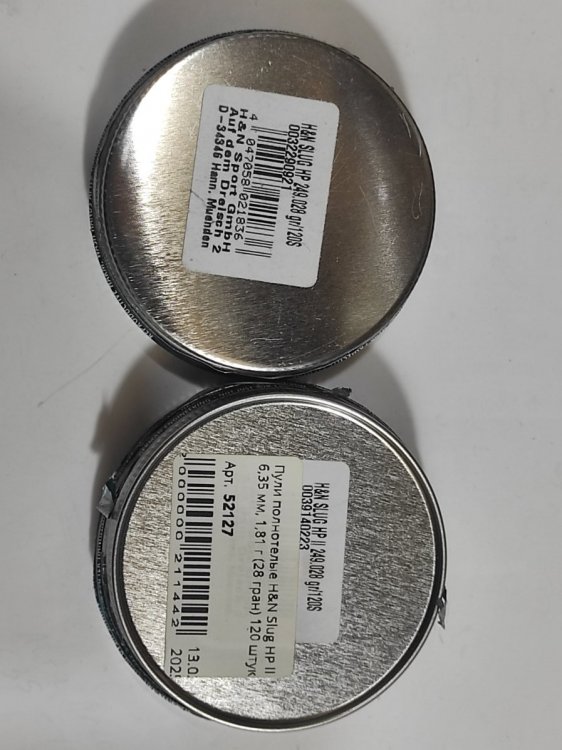 H&N SLUG HP 249.028 gr/120S
0032290921
4 047058 021836
H&N Sport GmbH
Auf dem Dreisch 2
D-34346 Hann. Muenden
H&N SLUG HP II 249.028 gr/120S
0039140223
Пули полнотелые H&N Slug HP II
6,35 мм, 1,81 г (28 гран) 120 штук
Арт. 52127
000000 211442
13.0
202